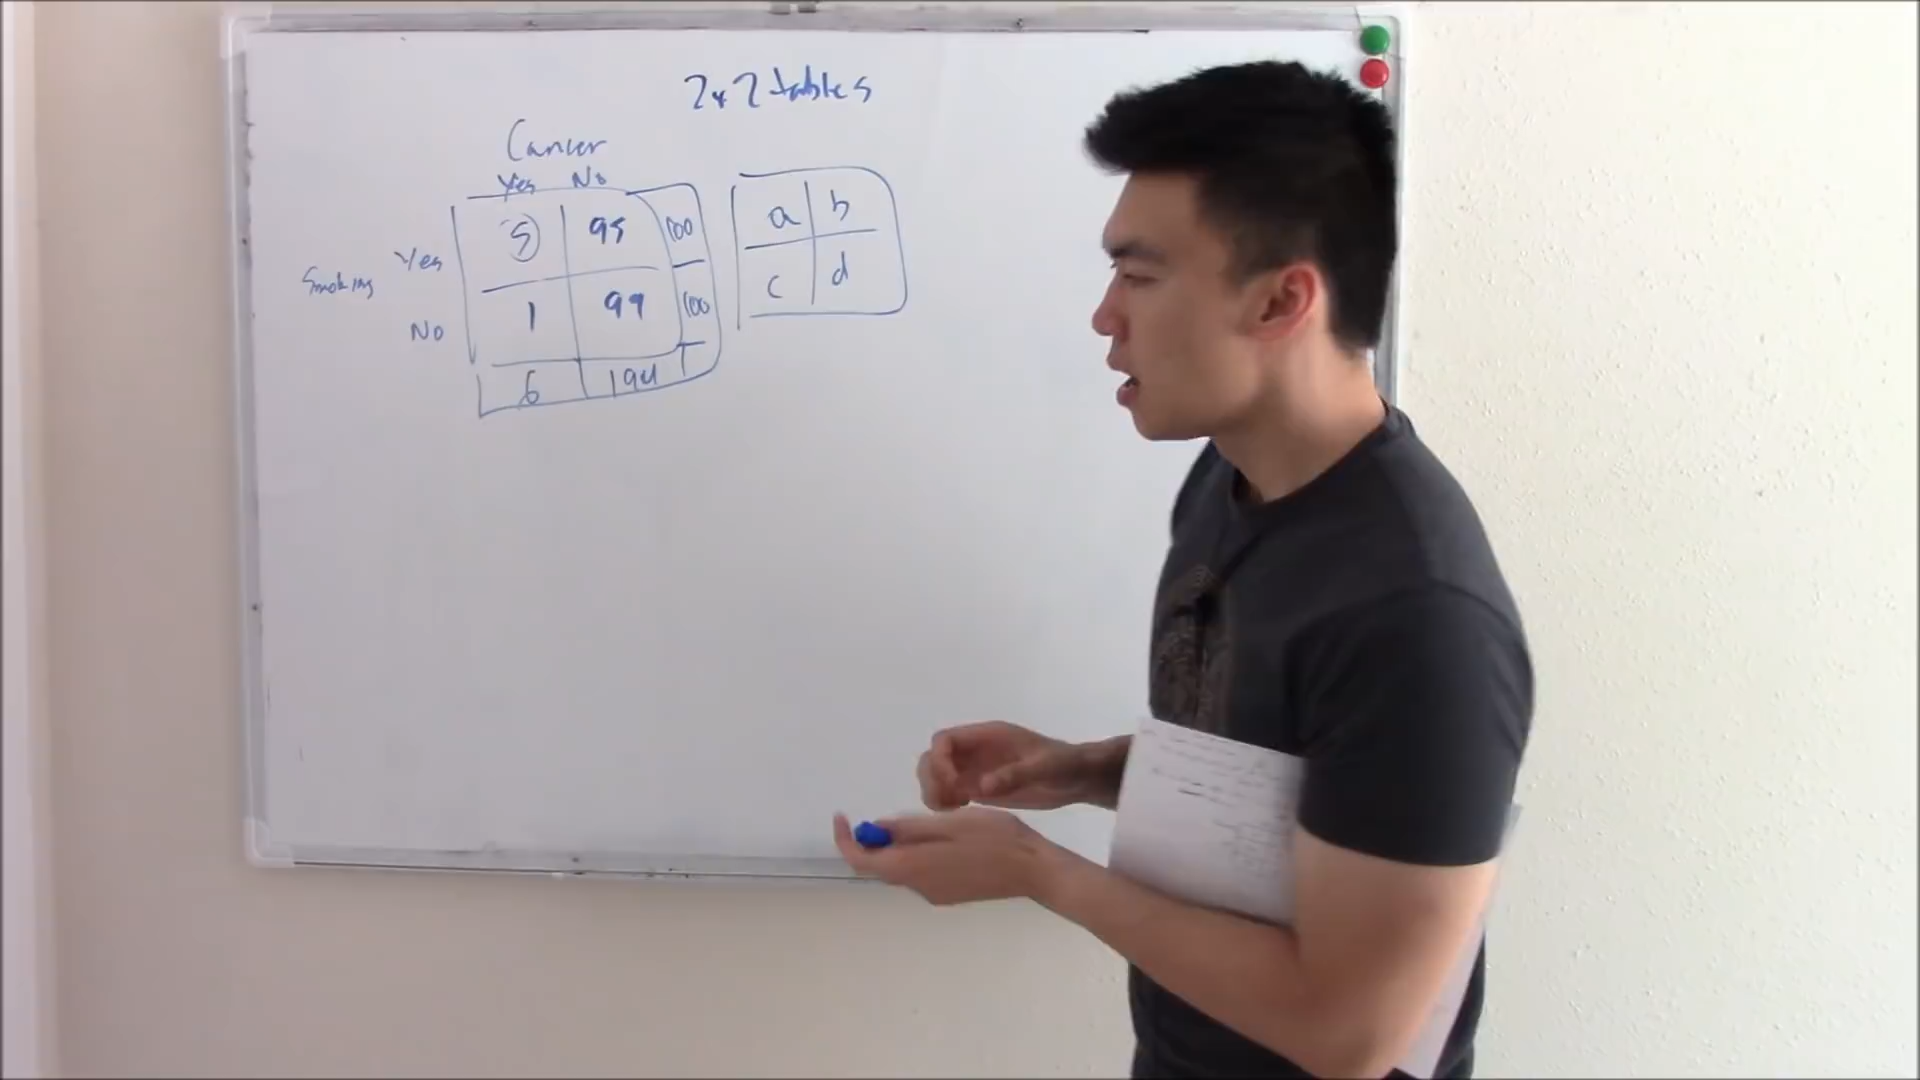 2x2 tables
Cancer
Yes No
Smoking Yes 5 95 100
No 1 99 100
6 194
a b
c d